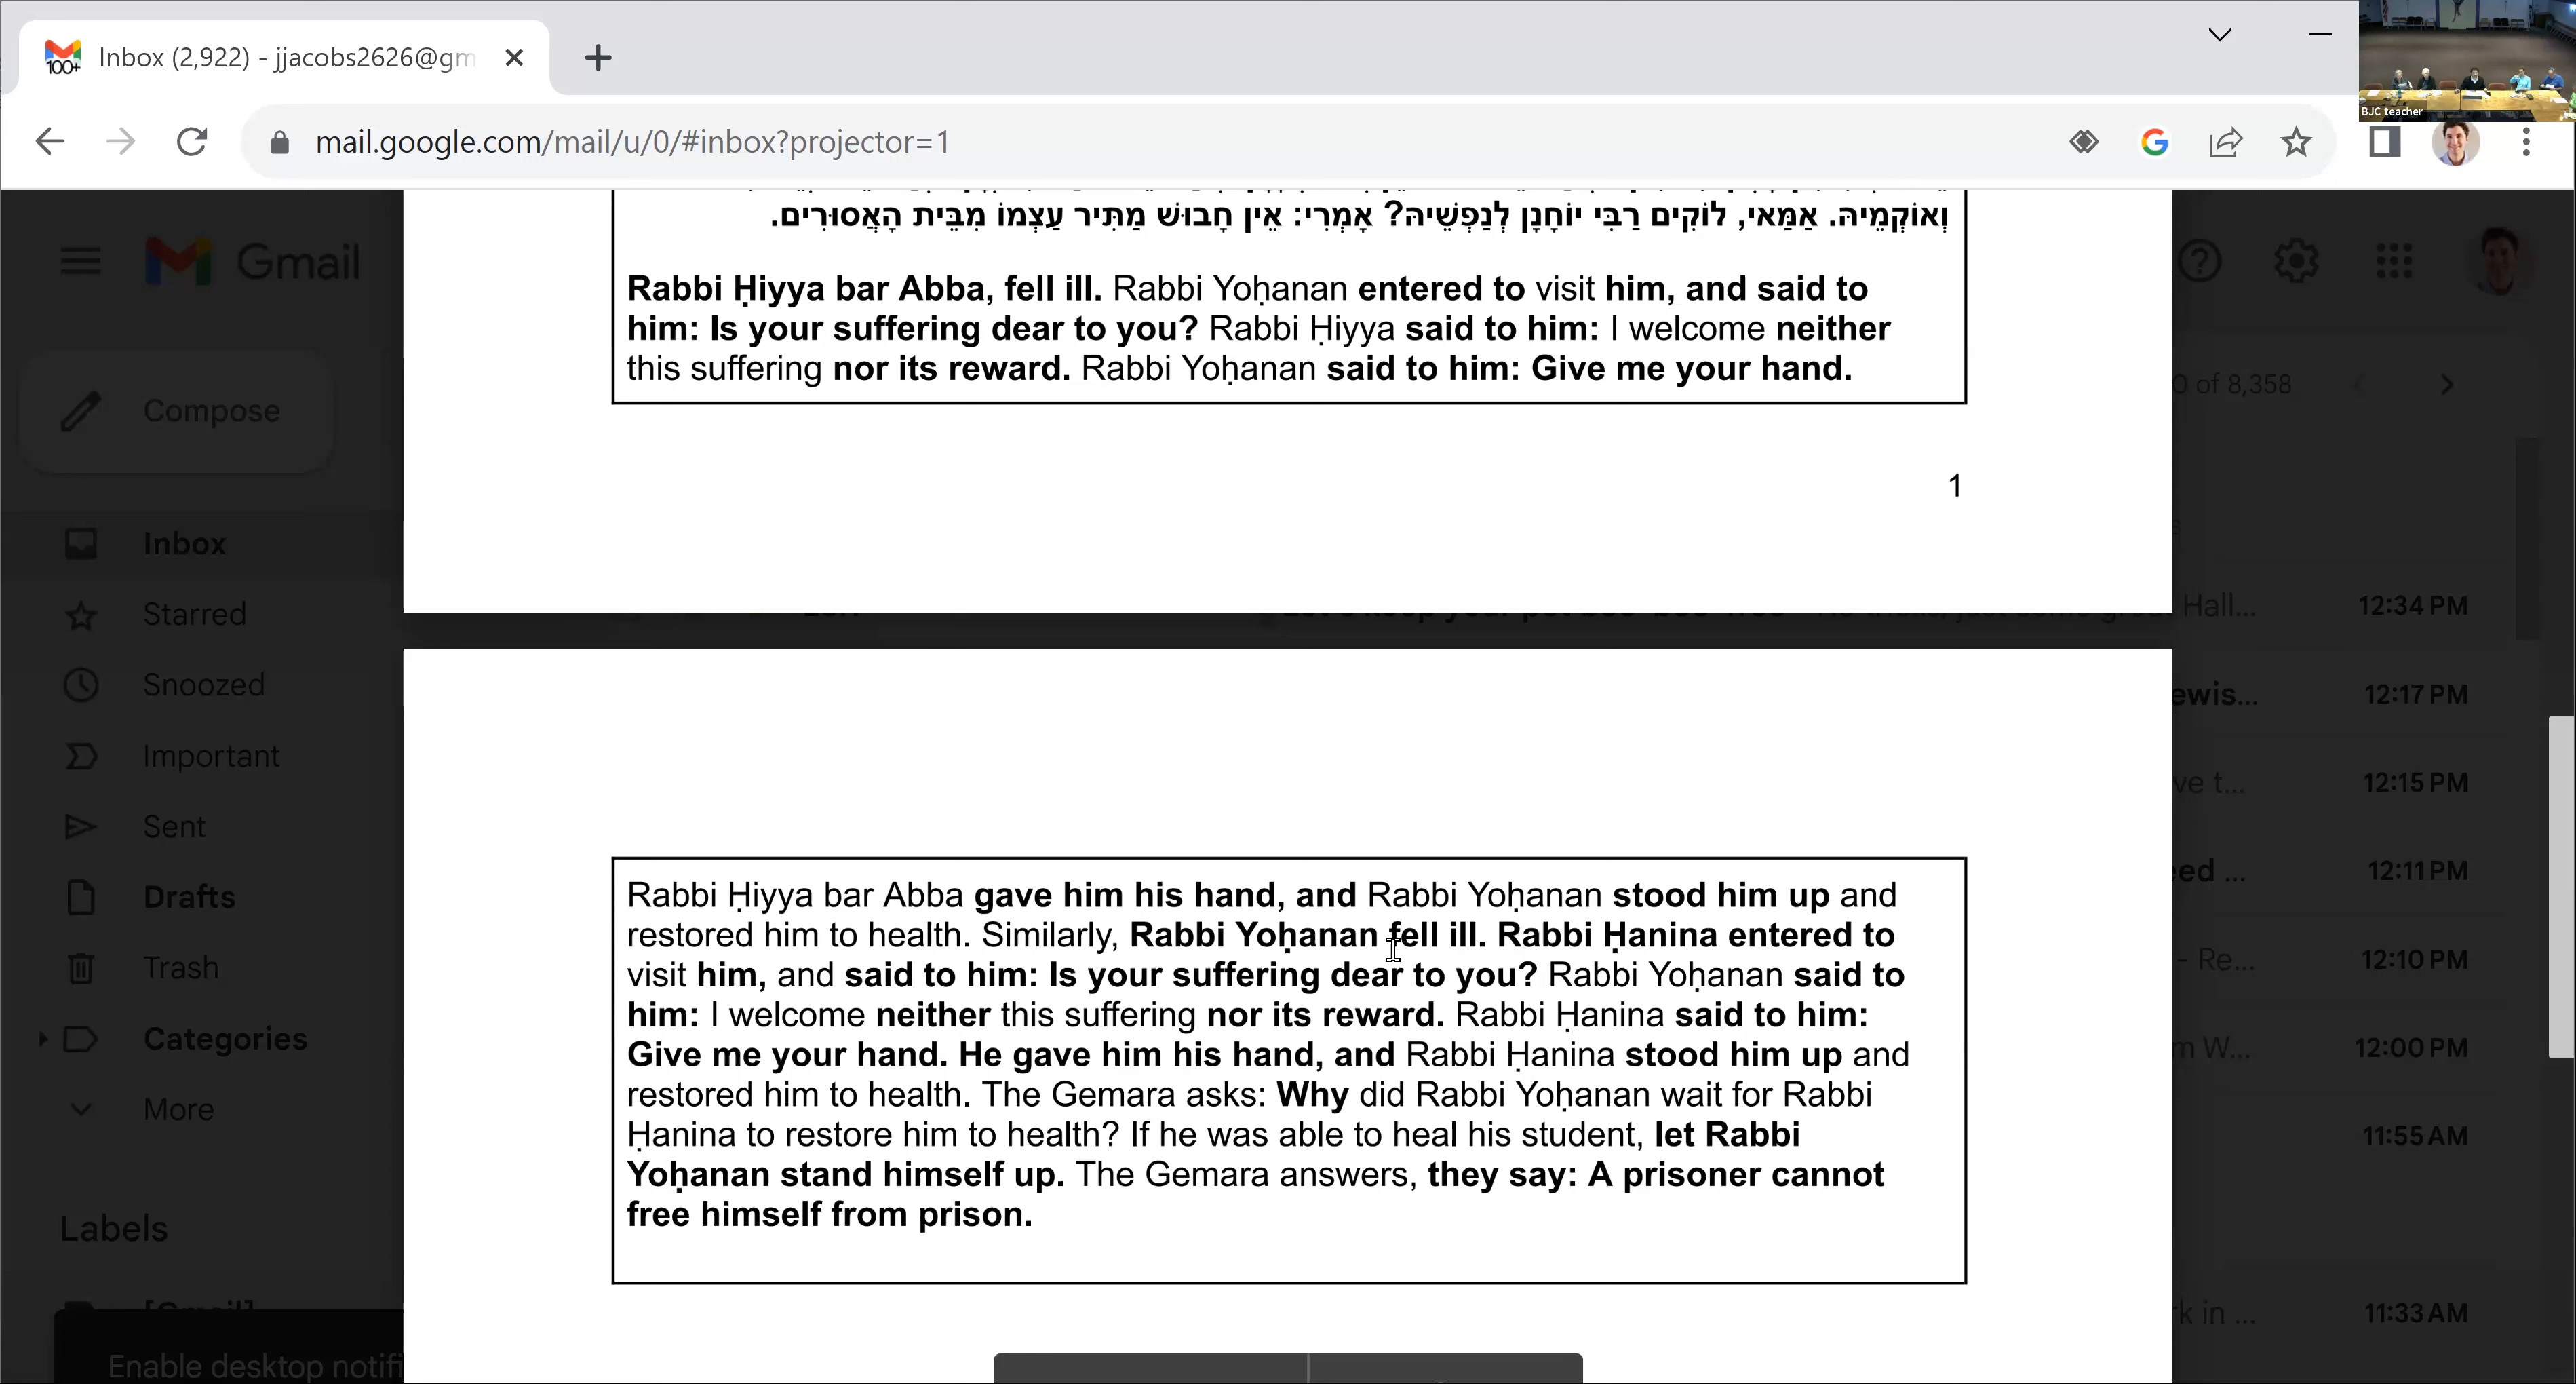 Inbox (2,922) - jjacobs2626@gm
100+
mail.google.com/mail/u/0/#inbox?projector=1
BJC teacher
Gmail
Compose
Inbox
Starred
Snoozed
Important
Sent
Drafts
Trash
Categories
More
Labels
[Gmail]
Enable desktop notifi
וְאוֹקְמֵיהּ. אַמַּאי, לוֹקִים רַבִּי יוֹחָנָן לְנַפְשֵׁיהּ? אָמְרִי: אֵין חָבוּשׁ מַתִּיר עַצְמוֹ מִבֵּית הָאֲסוּרִים.
Rabbi Ḥiyya bar Abba, fell ill. Rabbi Yoḥanan entered to visit him, and said to
him: Is your suffering dear to you? Rabbi Ḥiyya said to him: I welcome neither
this suffering nor its reward. Rabbi Yoḥanan said to him: Give me your hand.
1
Rabbi Ḥiyya bar Abba gave him his hand, and Rabbi Yoḥanan stood him up and
restored him to health. Similarly, Rabbi Yoḥanan fell ill. Rabbi Ḥanina entered to
visit him, and said to him: Is your suffering dear to you? Rabbi Yoḥanan said to
him: I welcome neither this suffering nor its reward. Rabbi Ḥanina said to him:
Give me your hand. He gave him his hand, and Rabbi Ḥanina stood him up and
restored him to health. The Gemara asks: Why did Rabbi Yoḥanan wait for Rabbi
Ḥanina to restore him to health? If he was able to heal his student, let Rabbi
Yoḥanan stand himself up. The Gemara answers, they say: A prisoner cannot
free himself from prison.
0 of 8,358
Hall... 12:34 PM
ewis... 12:17 PM
ve t... 12:15 PM
eed ... 12:11 PM
- Re... 12:10 PM
m W... 12:00 PM
11:55 AM
k in ... 11:33 AM